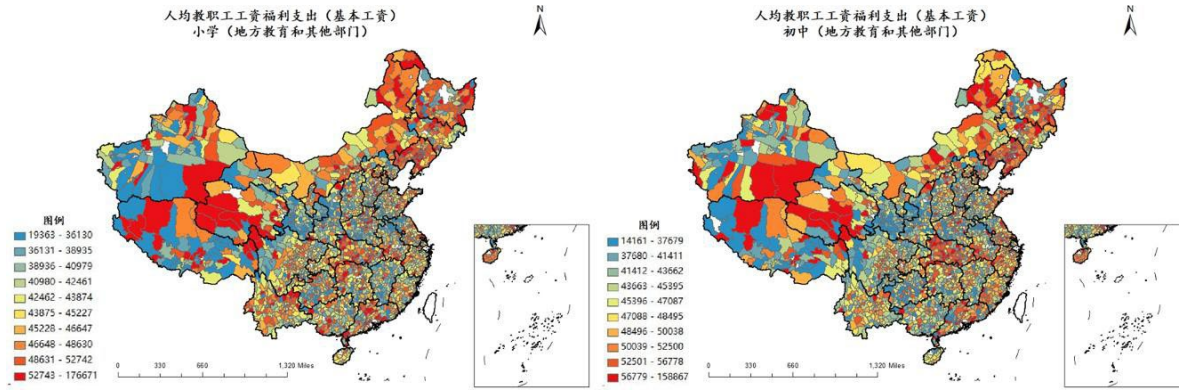 人均教职工工资福利支出（基本工资）
小学（地方教育和其他部门）
N
图例
19363 - 36130
36131 - 38935
38936 - 40979
40980 - 42461
42462 - 43874
43875 - 45227
45228 - 46647
46648 - 48630
48631 - 52742
52743 - 176671
0 330 660 1,320 Miles
人均教职工工资福利支出（基本工资）
初中（地方教育和其他部门）
N
图例
14161 - 37679
37680 - 41411
41412 - 43662
43663 - 45395
45396 - 47087
47088 - 48495
48496 - 50038
50039 - 52500
52501 - 56778
56779 - 158867
0 330 660 1,320 Miles